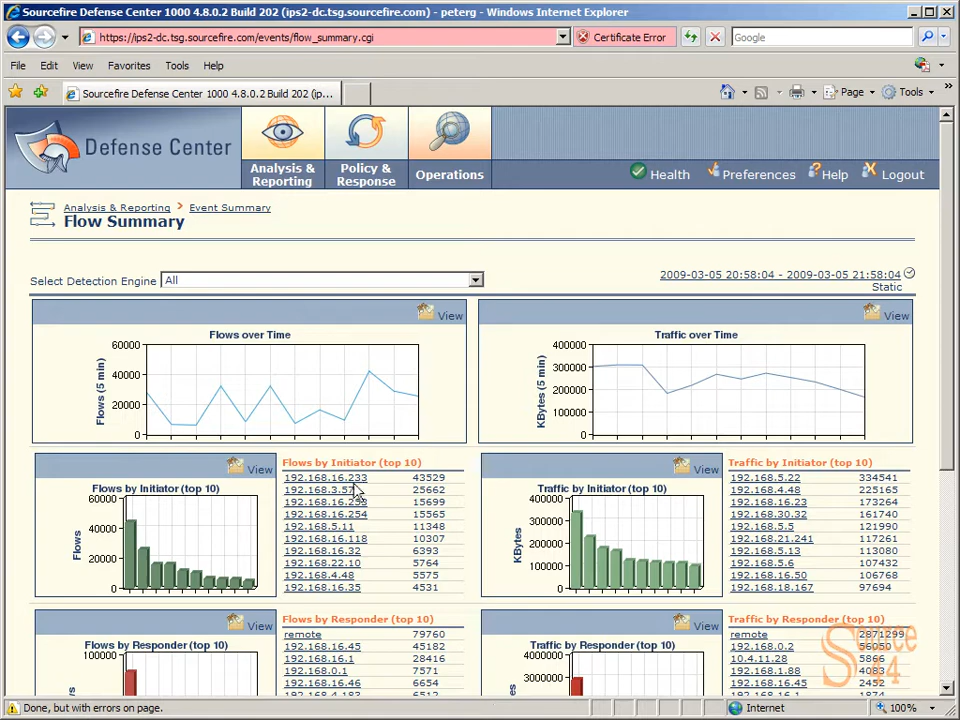 Sourcefire Defense Center 1000 4.8.0.2 Build 202 (ips2-dc.tsg.sourcefire.com) - peterg - Windows Internet Explorer
https://ips2-dc.tsg.sourcefire.com/events/flow_summary.cgi
Certificate Error
Google
File Edit View Favorites Tools Help
Sourcefire Defense Center 1000 4.8.0.2 Build 202 (ip...
Page Tools
Defense Center
Analysis & Reporting
Policy & Response
Operations
Health Preferences Help Logout
Analysis & Reporting > Event Summary
Flow Summary
Select Detection Engine All
2009-03-05 20:58:04 - 2009-03-05 21:58:04
Static
View
Flows over Time
Flows (5 min)
60000
40000
20000
0
View
Traffic over Time
KBytes (5 min)
400000
300000
200000
100000
0
View
Flows by Initiator (top 10)
Flows
60000
40000
20000
0
Flows by Initiator (top 10)
192.168.16.233 43529
192.168.3.57 25662
15699
192.168.16.254 15565
192.168.5.11 11348
192.168.16.118 10307
192.168.16.32 6393
192.168.22.10 5764
192.168.4.48 5575
192.168.16.35 4531
View
Traffic by Initiator (top 10)
KBytes
400000
300000
200000
100000
0
Traffic by Initiator (top 10)
192.168.5.22 334541
192.168.4.48 225165
192.168.16.23 173264
192.168.30.32 161740
192.168.5.5 121990
192.168.21.241 117261
192.168.5.13 113080
192.168.5.6 107432
192.168.16.50 106768
192.168.18.167 97694
View
Flows by Responder (top 10)
100000
Flows by Responder (top 10)
remote 79760
192.168.16.45 45182
192.168.16.1 28416
192.168.0.1 7571
192.168.16.46 6654
192.168.4.183 6512
View
Traffic by Responder (top 10)
4000000
3000000
Traffic by Responder (top 10)
remote 2871299
192.168.0.2 56050
10.4.11.28 5866
192.168.1.88 4083
192.168.16.45 2452
192.168.16.1 1874
Source
44
Done, but with errors on page.
Internet
100%